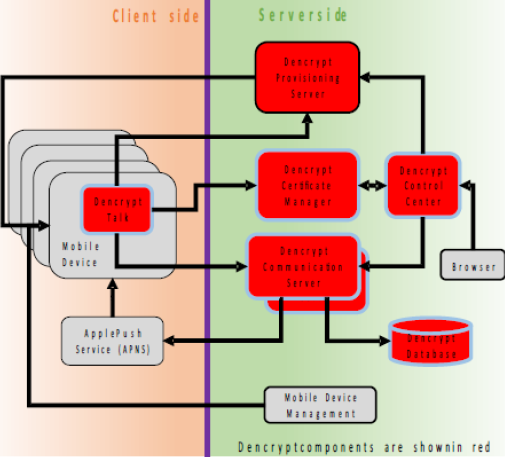 Client side
Serverside
Dencrypt
Provisioning
Server
Dencrypt
Certificate
Manager
Dencrypt
Control
Center
Dencrypt
Talk
Mobile
Device
Dencrypt
Communication
Server
Browser
ApplePush
Service (APNS)
Dencrypt
Database
Mobile Device
Management
Dencryptcomponents are shownin red